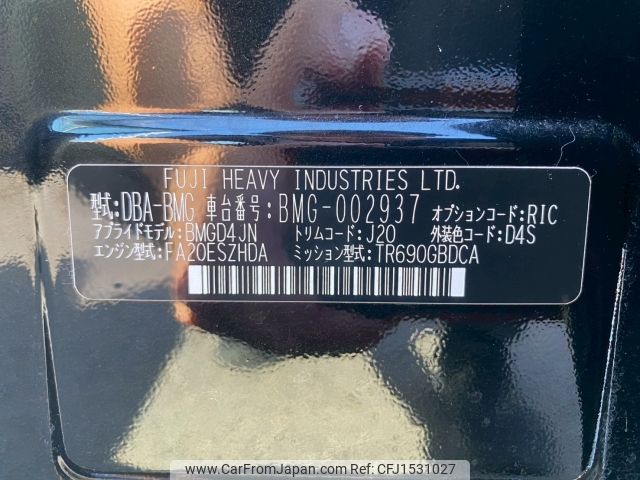 FUJI HEAVY INDUSTRIES LTD.
型式:DBA-BMG 車台番号:BMG-002937 オプションコード:RIC
アプライドモデル:BMGD4JN トリムコード:J20 外装色コード:D4S
エンジン型式:FA20ESZHDA ミッション型式:TR690GBDCA
© carfromjapan.com - CFJ1531027